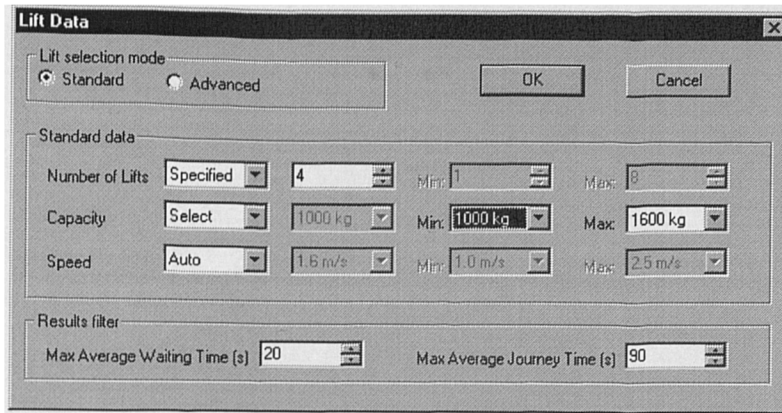 Lift Data
Lift selection mode
Standard Advanced OK Cancel
Standard data
Number of Lifts Specified 4 Min: 1 Max: 8
Capacity Select 1000 kg Min: 1000 kg Max: 1600 kg
Speed Auto 1.6 m/s Min: 1.0 m/s Max: 2.5 m/s
Results filter
Max Average Waiting Time (s) 20 Max Average Journey Time (s) 90